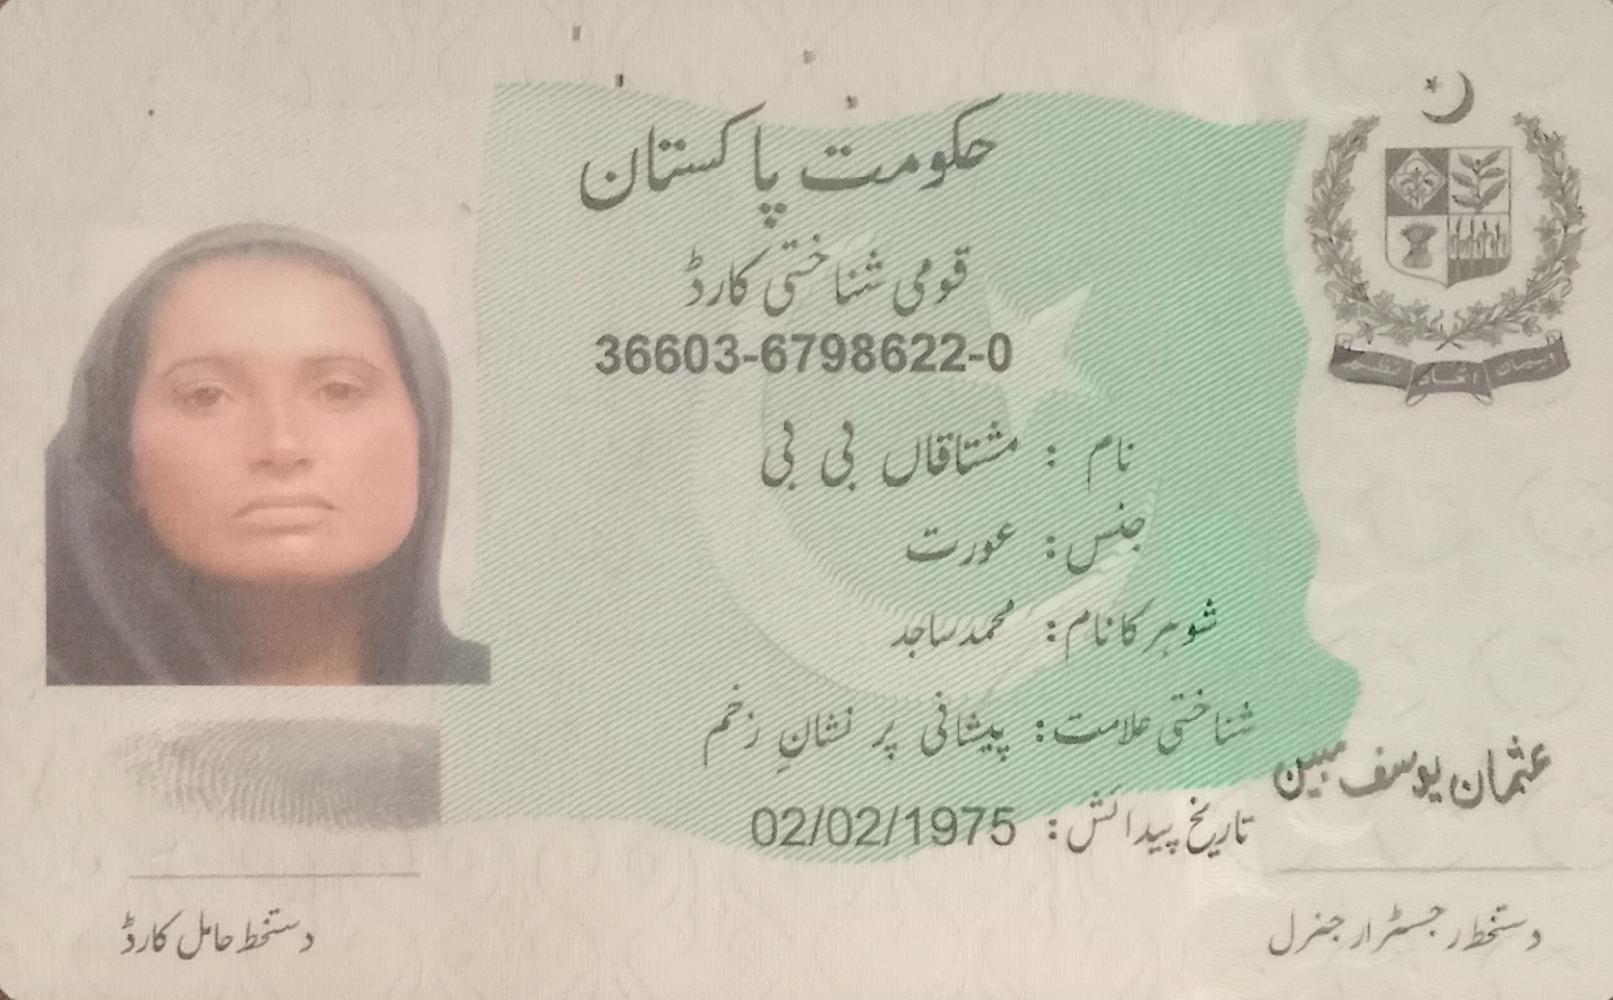 حکومت پاکستان
قومی شناختی کارڈ
36603-6798622-0
نام : مشتاقاں بی بی
جنس : عورت
شوہر کا نام : محمد ساجد
شناختی علامت : پیشانی پر نشانِ زخم
تاریخ پیدائش : 02/02/1975
عثمان یوسف مبین
دستخط رجسٹرار جنرل
دستخط حامل کارڈ